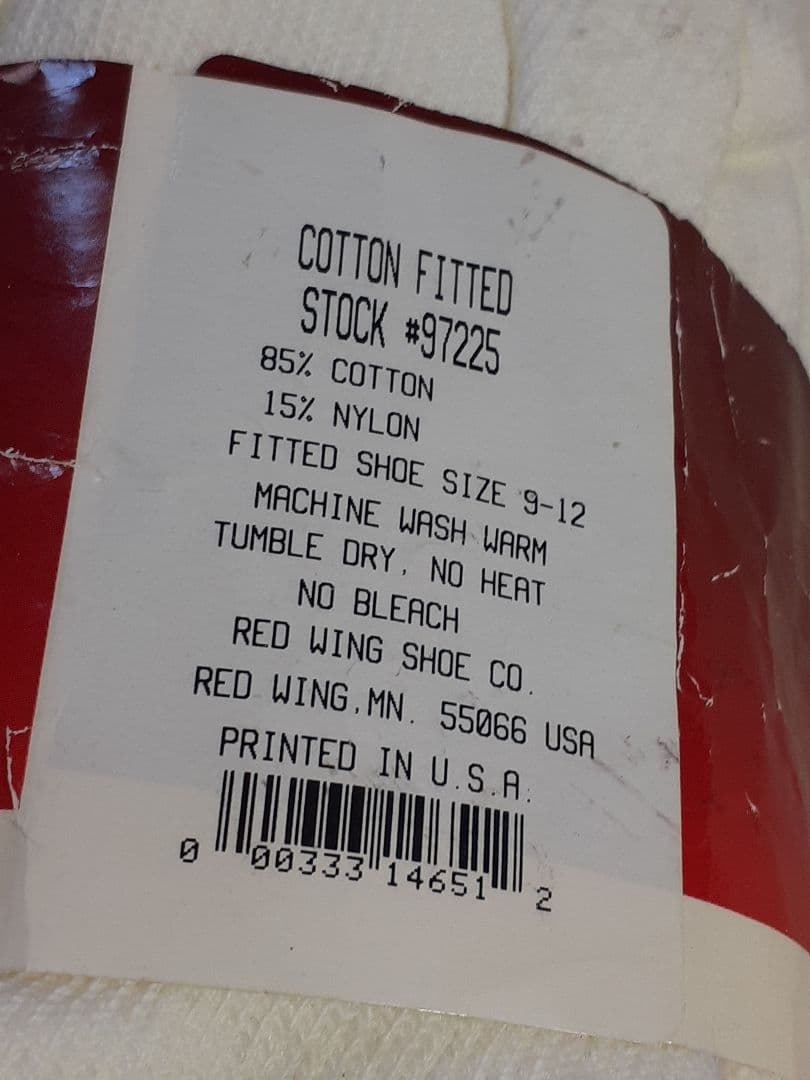 COTTON FITTED
STOCK #97225
85% COTTON
15% NYLON
FITTED SHOE SIZE 9-12
MACHINE WASH WARM
TUMBLE DRY, NO HEAT
NO BLEACH
RED WING SHOE CO.
RED WING,MN. 55066 USA
PRINTED IN U.S.A.
0 00333 14651 2